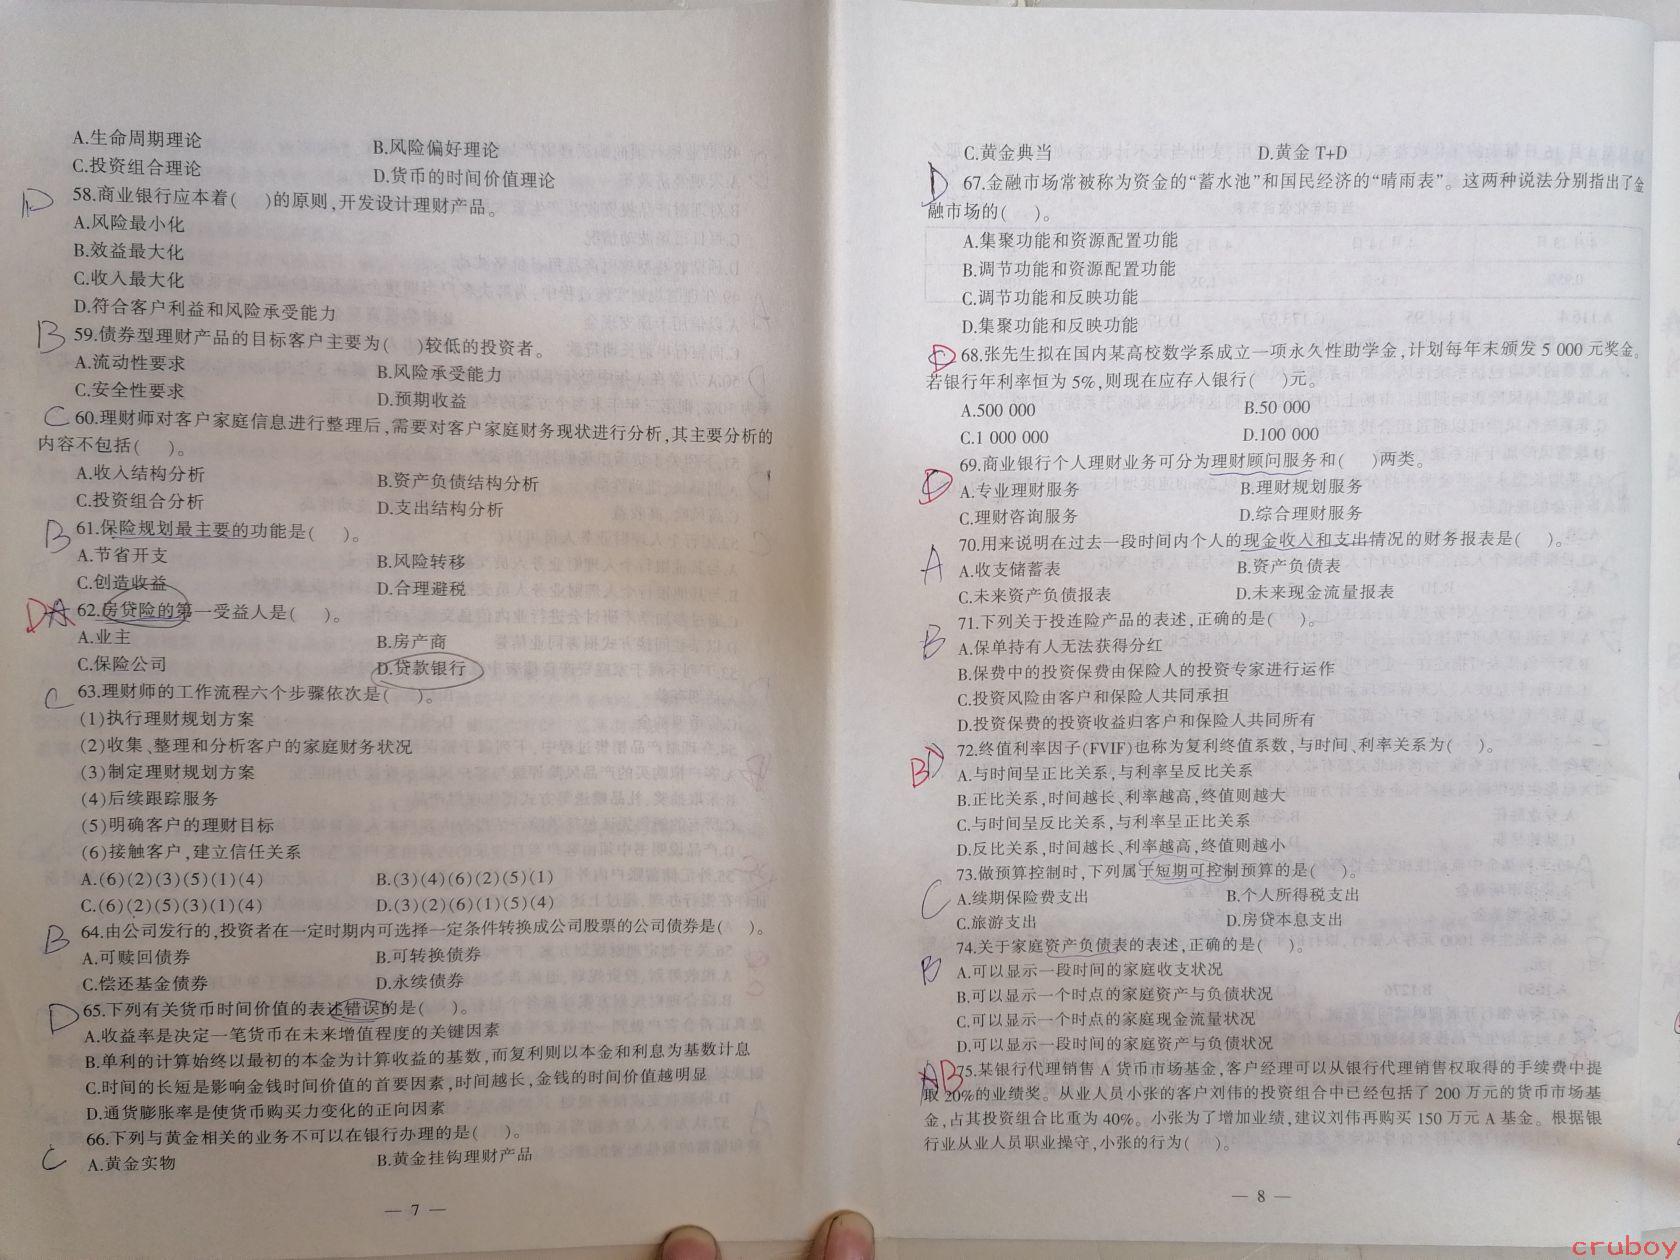 A.生命周期理论
B.风险偏好理论
C.投资组合理论
D.货币的时间价值理论
D
58.商业银行应本着(　　)的原则,开发设计理财产品。
A.风险最小化
B.效益最大化
C.收入最大化
D.符合客户利益和风险承受能力
B
59.债券型理财产品的目标客户主要为(　　)较低的投资者。
A.流动性要求
B.风险承受能力
C.安全性要求
D.预期收益
C
60.理财师对客户家庭信息进行整理后,需要对客户家庭财务现状进行分析,其主要分析的
内容不包括(　　)。
A.收入结构分析
B.资产负债结构分析
C.投资组合分析
D.支出结构分析
B
61.保险规划最主要的功能是(　　)。
A.节省开支
B.风险转移
C.创造收益
D.合理避税
DA
62.房贷险的第一受益人是(　　)。
A.业主
B.房产商
C.保险公司
D.贷款银行
C
63.理财师的工作流程六个步骤依次是(　　)。
(1)执行理财规划方案
(2)收集、整理和分析客户的家庭财务状况
(3)制定理财规划方案
(4)后续跟踪服务
(5)明确客户的理财目标
(6)接触客户,建立信任关系
A.(6)(2)(3)(5)(1)(4)
B.(3)(4)(6)(2)(5)(1)
C.(6)(2)(5)(3)(1)(4)
D.(3)(2)(6)(1)(5)(4)
B
64.由公司发行的,投资者在一定时期内可选择一定条件转换成公司股票的公司债券是(　　)。
A.可赎回债券
B.可转换债券
C.偿还基金债券
D.永续债券
D
65.下列有关货币时间价值的表述错误的是(　　)。
A.收益率是决定一笔货币在未来增值程度的关键因素
B.单利的计算始终以最初的本金为计算收益的基数,而复利则以本金和利息为基数计息
C.时间的长短是影响金钱时间价值的首要因素,时间越长,金钱的时间价值越明显
D.通货膨胀率是使货币购买力变化的正向因素
C
66.下列与黄金相关的业务不可以在银行办理的是(　　)。
A.黄金实物
B.黄金挂钩理财产品
— 7 —
C.黄金典当
D.黄金 T+D
D
67.金融市场常被称为资金的“蓄水池”和国民经济的“晴雨表”。这两种说法分别指出了金
融市场的(　　)。
A.集聚功能和资源配置功能
B.调节功能和资源配置功能
C.调节功能和反映功能
D.集聚功能和反映功能
68.张先生拟在国内某高校数学系成立一项永久性助学金,计划每年末颁发 5 000 元奖金。
若银行年利率恒为 5%,则现在应存人银行(　　)元。
A.500 000
B.50 000
C.1 000 000
D.100 000
D
69.商业银行个人理财业务可分为理财顾问服务和(　　)两类。
A.专业理财服务
B.理财规划服务
C.理财咨询服务
D.综合理财服务
A
70.用来说明在过去一段时间内个人的现金收入和支出情况的财务报表是(　　)。
A.收支储蓄表
B.资产负债表
C.未来资产负债报表
D.未来现金流量报表
B
71.下列关于投连险产品的表述,正确的是(　　)。
A.保单持有人无法获得分红
B.保费中的投资保费由保险人的投资专家进行运作
C.投资风险由客户和保险人共同承担
D.投资保费的投资收益归客户和保险人共同所有
BD
72.终值利率因子(FVIF)也称为复利终值系数,与时间、利率关系为(　　)。
A.与时间呈正比关系,与利率呈反比关系
B.正比关系,时间越长、利率越高,终值则越大
C.与时间呈反比关系,与利率呈正比关系
D.反比关系,时间越长、利率越高,终值则越小
C
73.做预算控制时,下列属于短期可控制预算的是(　　)。
A.续期保险费支出
B.个人所得税支出
C.旅游支出
D.房贷本息支出
B
74.关于家庭资产负债表的表述,正确的是(　　)。
A.可以显示一段时间的家庭收支状况
B.可以显示一个时点的家庭资产与负债状况
C.可以显示一个时点的家庭现金流量状况
D.可以显示一段时间的家庭资产与负债状况
AB
75.某银行代理销售 A 货币市场基金,客户经理可以从银行代理销售权取得的手续费中提
取 20%的业绩奖。从业人员小张的客户刘伟的投资组合中已经包括了 200 万元的货币市场基
金,占其投资组合比重为 40%。小张为了增加业绩,建议刘伟再购买 150 万元 A 基金。根据银
行业从业人员职业操守,小张的行为(　　)。
— 8 —
cruboy